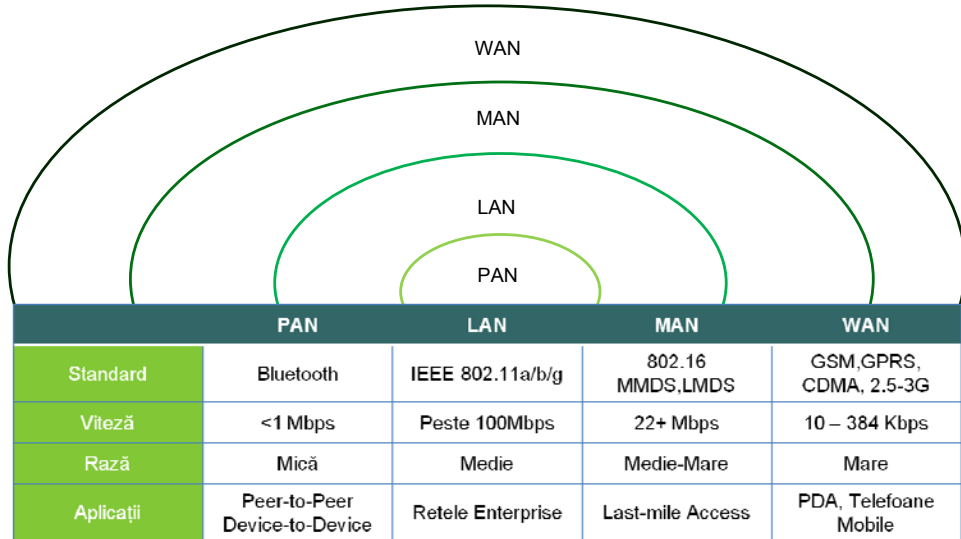 WAN
MAN
LAN
PAN
PAN LAN MAN WAN
Standard Bluetooth IEEE 802.11a/b/g 802.16 MMDS,LMDS GSM,GPRS, CDMA, 2.5-3G
Viteză <1 Mbps Peste 100Mbps 22+ Mbps 10 – 384 Kbps
Rază Mică Medie Medie-Mare Mare
Aplicații Peer-to-Peer Device-to-Device Retele Enterprise Last-mile Access PDA, Telefoane Mobile